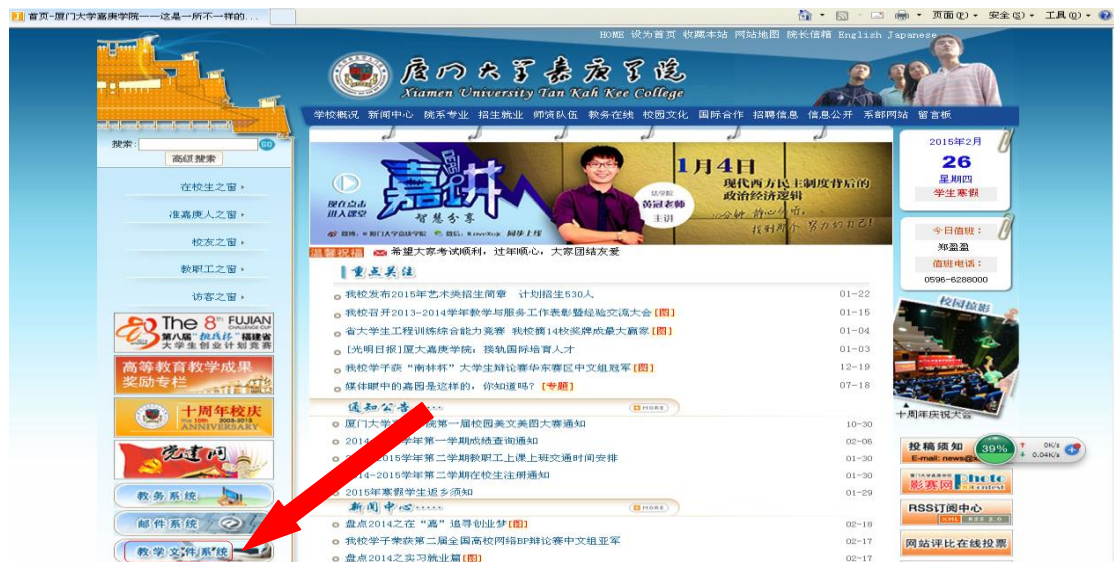 首页-厦门大学嘉庚学院——这是一所不一样的...
页面(P) 安全(S) 工具(O)
HOME 设为首页 收藏本站 网站地图 院长信箱 English Japanese
厦门大学嘉庚学院
Xiamen University Tan Kah Kee College
学校概况 新闻中心 院系专业 招生就业 师资队伍 教务在线 校园文化 国际合作 招聘信息 信息公开 系部网站 留言板
搜索: GO
高级搜索
在校生之窗
准嘉庚人之窗
校友之窗
教职工之窗
访客之窗
The 8th FUJIAN
CHALLENGE CUP
第八届“挑战杯”福建省
大学生创业计划竞赛
高等教育教学成果
奖励专栏
十周年校庆
The 10th 2003-2013
ANNIVERSARY
党建网
教务系统
邮件系统
教学文件系统
现在点击
进入课堂
嘉讲
智慧分享
法学院
黄冠老师
主讲
1月4日
现代西方民主制度背后的
政治经济逻辑
温馨祝福 希望大家考试顺利，过年顺心，大家团结友爱
重点关注
我校发布2015年艺术类招生简章 计划招生530人 01-22
我校召开2013-2014学年教学与服务工作表彰暨经验交流大会[图] 01-15
省大学生工程训练综合能力竞赛 我校摘14校奖牌成最大赢家[图] 01-04
[光明日报]厦大嘉庚学院：接轨国际培育人才 01-03
我校学子获“南林杯”大学生辩论赛华东赛区中文组冠军[图] 12-19
媒体眼中的嘉园是这样的，你知道吗？[专题] 07-18
通知公告 MORE
厦门大学 院第一届校园美文美图大赛通知 10-30
2014- 学年第一学期成绩查询通知 02-06
-2015学年第二学期教职工上课上班交通时间安排 01-30
2014-2015学年第二学期在校生注册通知 01-30
2015年寒假学生返乡须知 01-29
新闻中心 MORE
盘点2014之在“嘉”追寻创业梦[图] 02-18
我校学子荣获第二届全国高校网络BP辩论赛中文组亚军 02-17
盘点2014之实习就业篇[图] 02-17
2015年2月
26
星期四
学生寒假
今日值班：
郑盈盈
值班电话：
0596-6288000
校园掠影
十周年庆祝大会
投稿须知
E-mail: news@x
39%
0K/s
0.04K/s
影赛网 Photo
contest
RSS订阅中心
XML RSS 2.0
网站评比在线投票